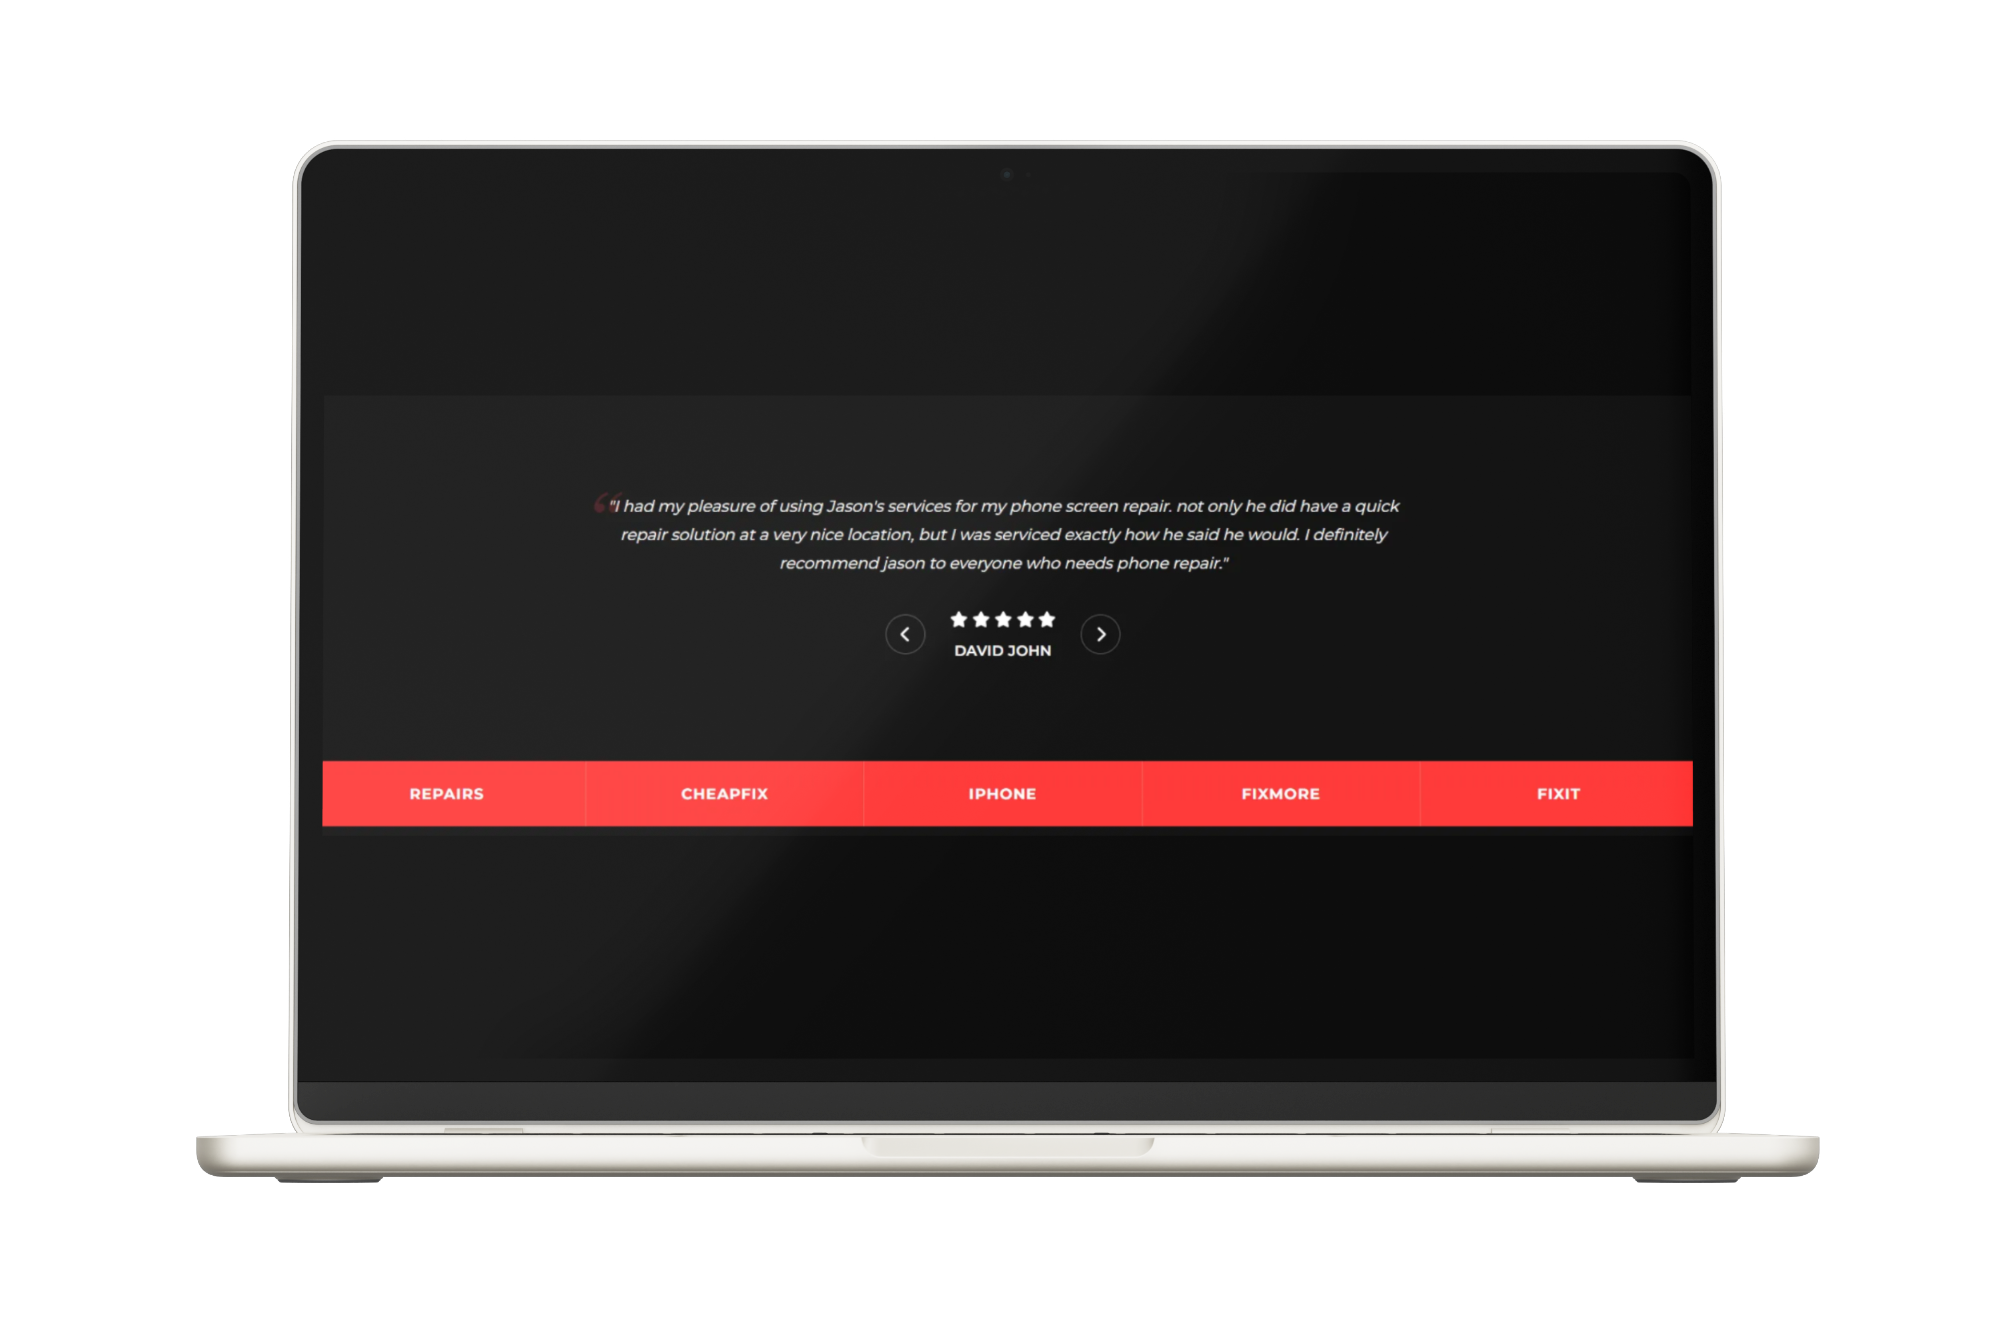 "I had my pleasure of using Jason's services for my phone screen repair. not only he did have a quick
repair solution at a very nice location, but I was serviced exactly how he said he would. I definitely
recommend jason to everyone who needs phone repair."
DAVID JOHN
REPAIRS CHEAPFIX IPHONE FIXMORE FIXIT